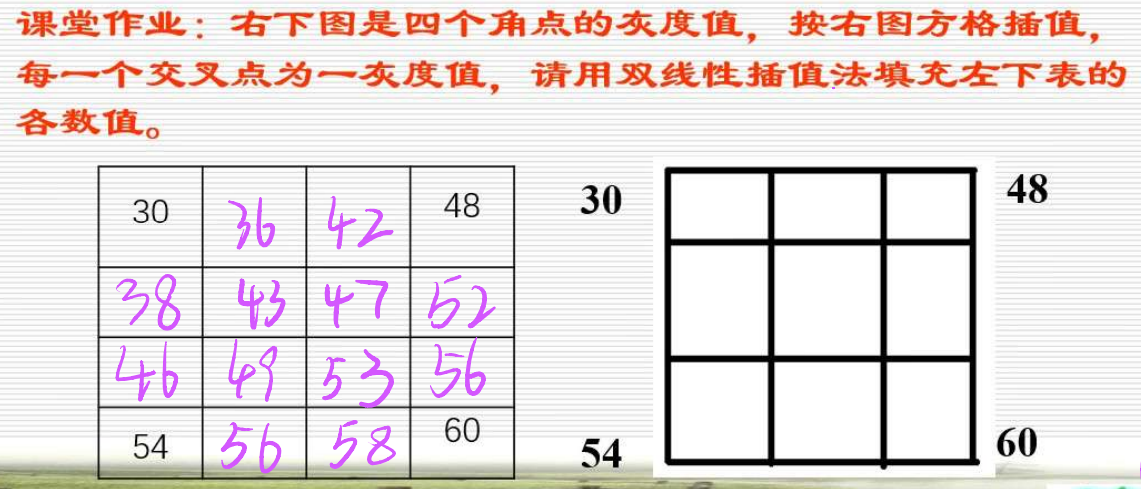 课堂作业：右下图是四个角点的灰度值，按右图方格插值，
每一个交叉点为一灰度值，请用双线性插值法填充左下表的
各数值。
30 36 42 48
38 43 47 52
46 49 53 56
54 56 58 60
30 48
54 60